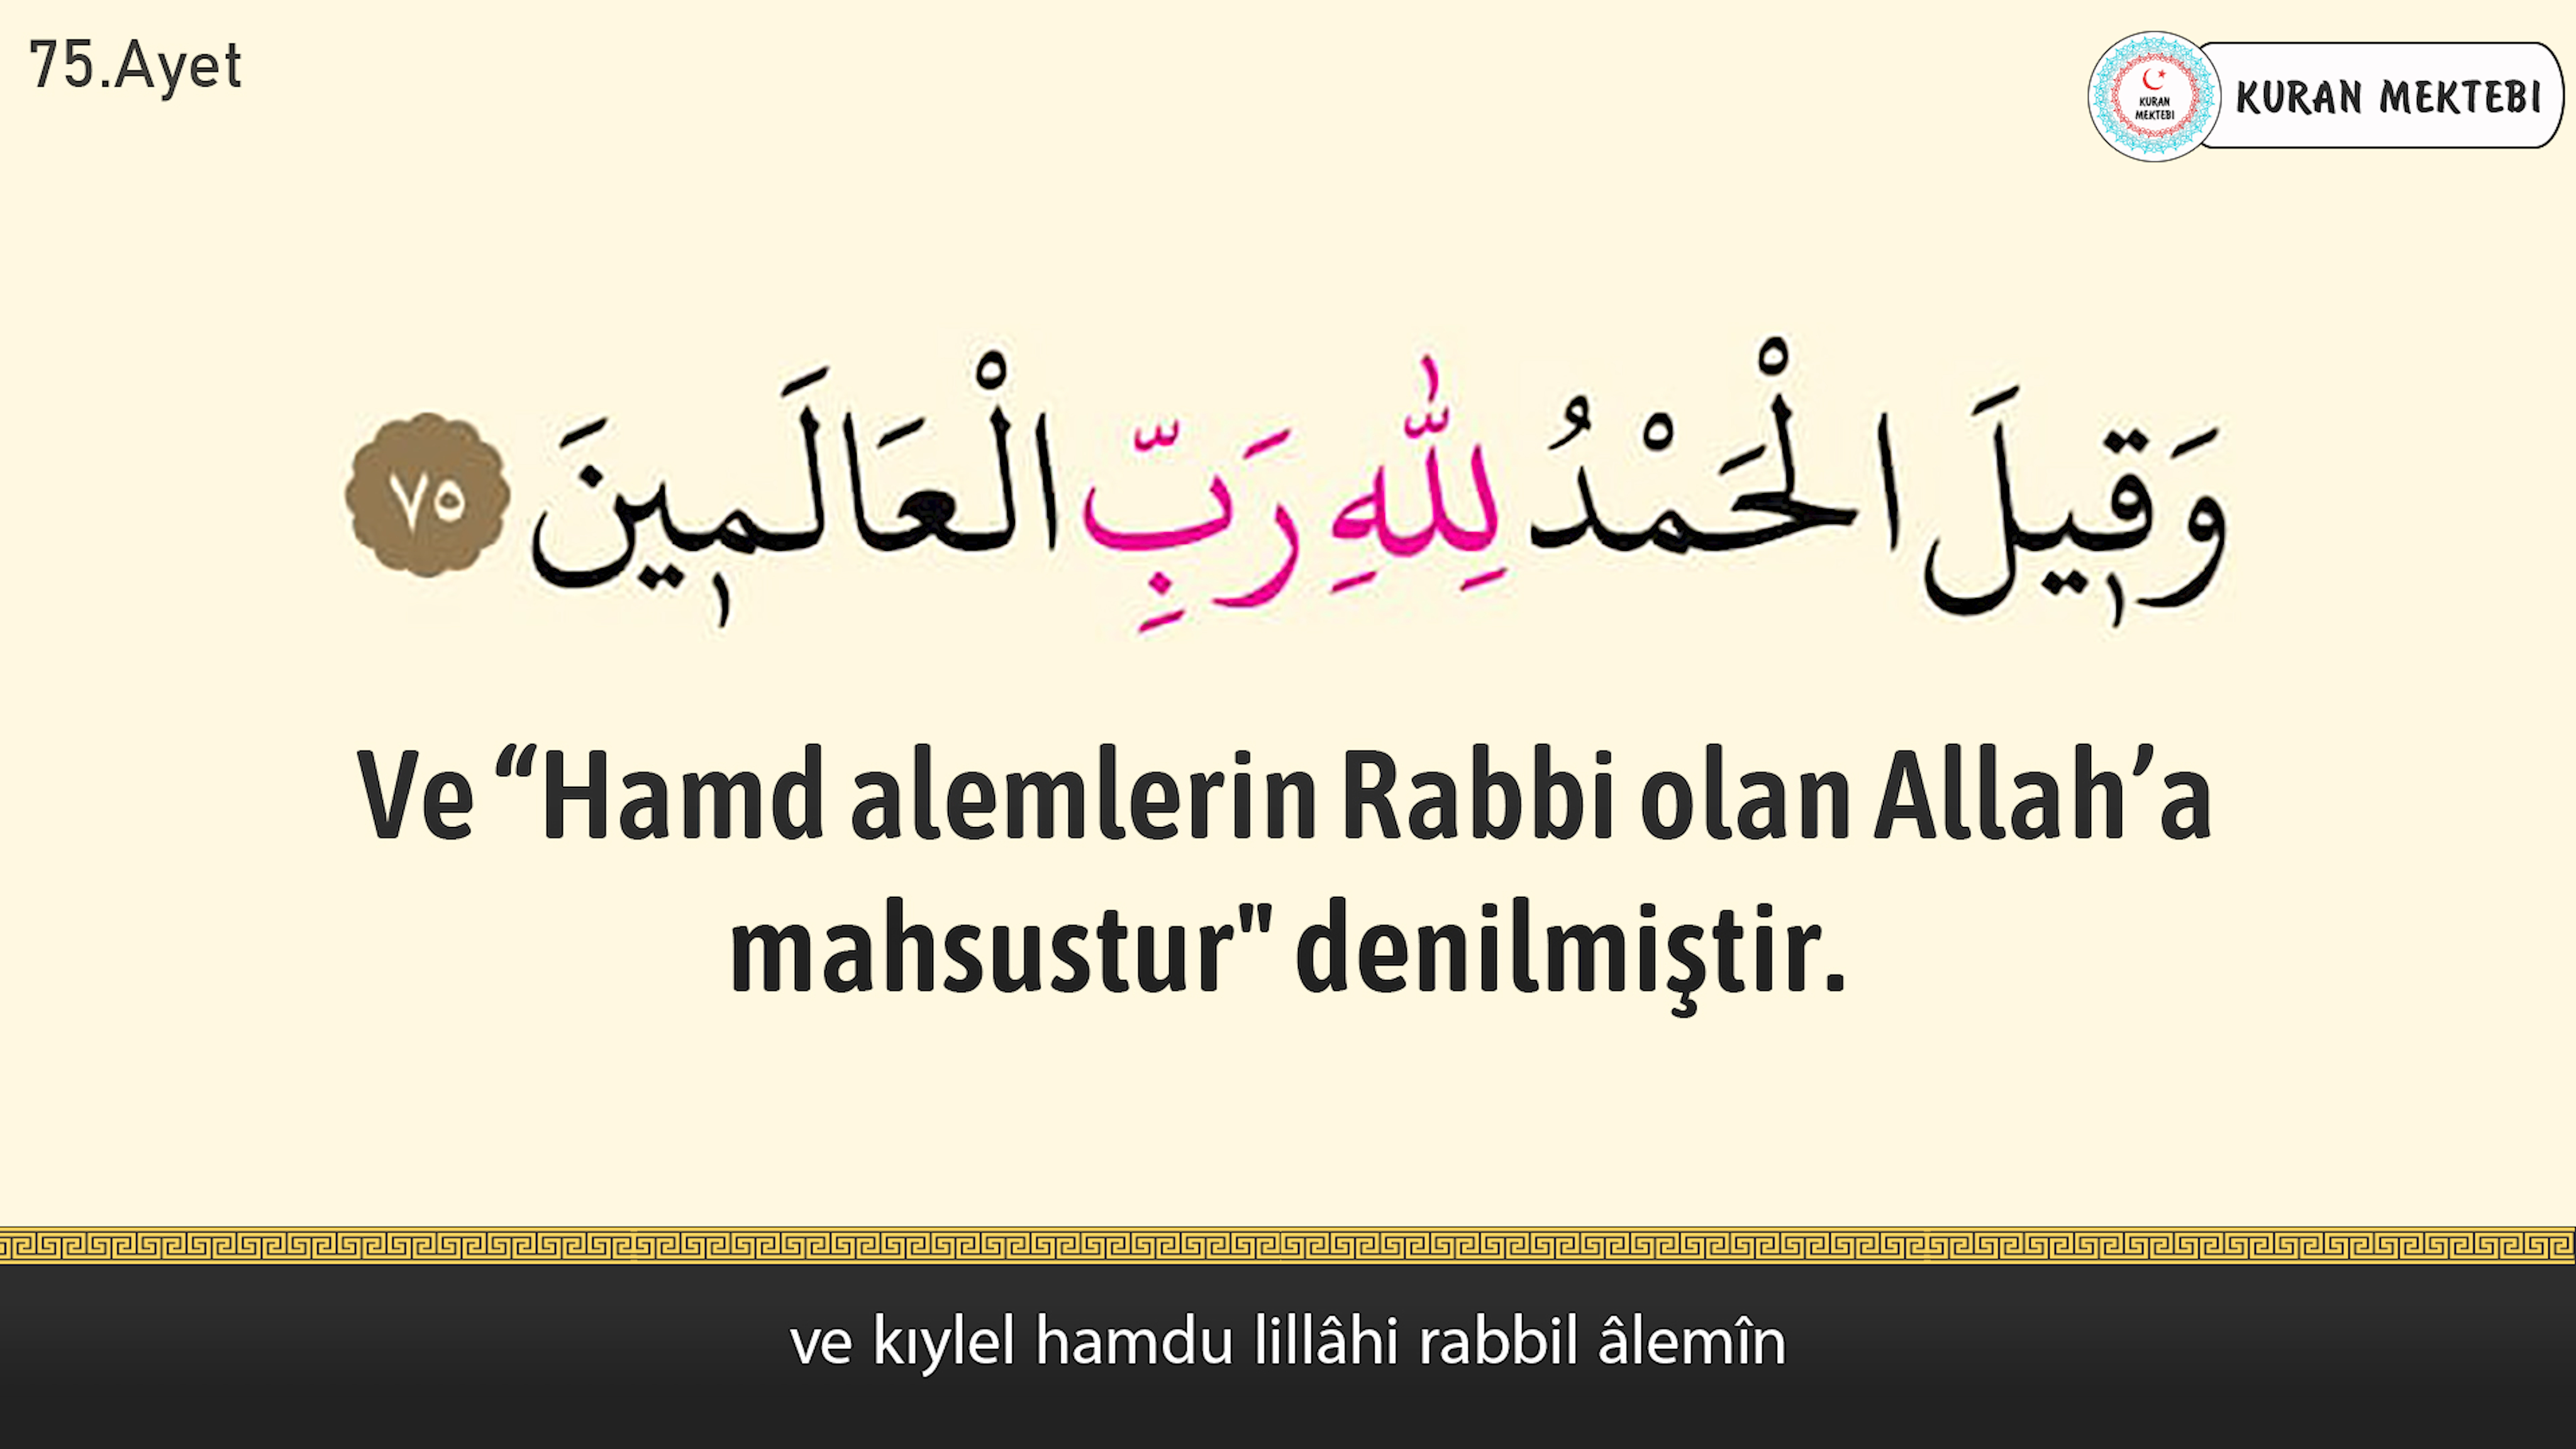 75.Ayet
KURAN
MEKTEBI
KURAN MEKTEBI
وَقٖيلَ الْحَمْدُ لِلّٰهِ رَبِّ الْعَالَمٖينَ ٧٥
Ve “Hamd alemlerin Rabbi olan Allah’a
mahsustur" denilmiştir.
ve kıylel hamdu lillâhi rabbil âlemîn